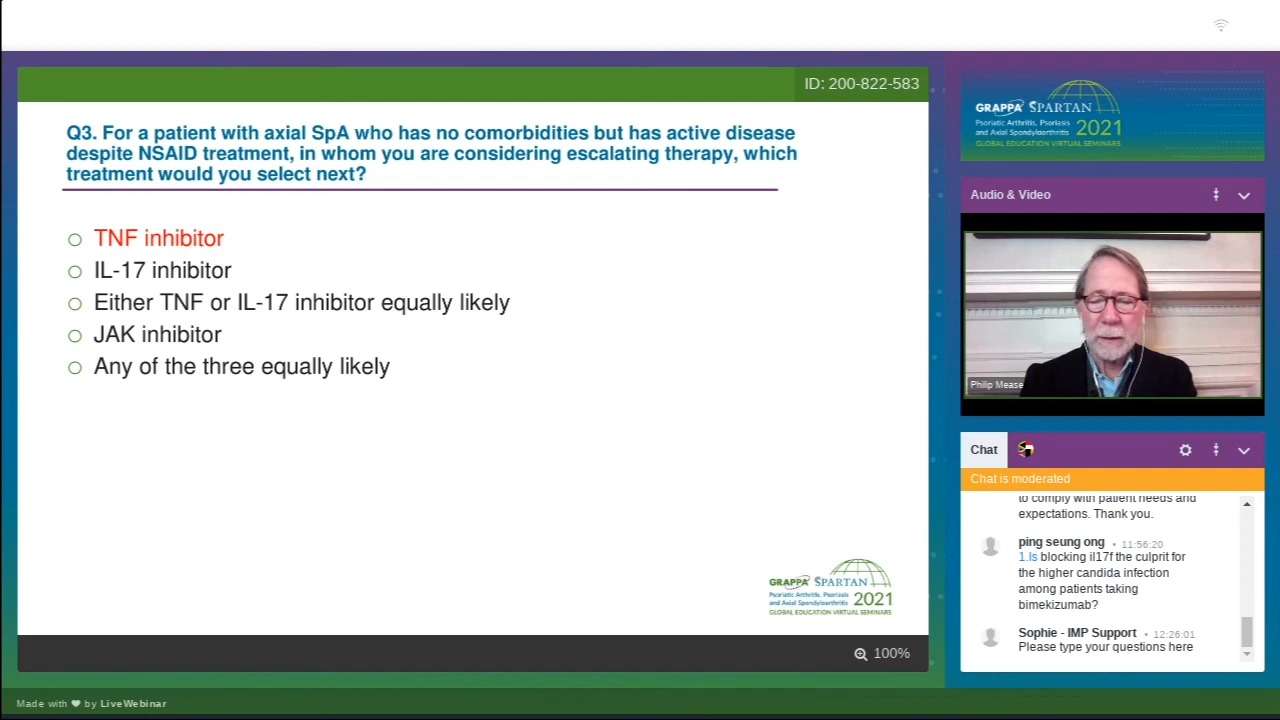 ID: 200-822-583
Q3. For a patient with axial SpA who has no comorbidities but has active disease
despite NSAID treatment, in whom you are considering escalating therapy, which
treatment would you select next?
TNF inhibitor
IL-17 inhibitor
Either TNF or IL-17 inhibitor equally likely
JAK inhibitor
Any of the three equally likely
GRAPPA SPARTAN
Psoriatic Arthritis, Psoriasis
and Axial Spondyloarthritis 2021
GLOBAL EDUCATION VIRTUAL SEMINARS
100%
GRAPPA SPARTAN
Psoriatic Arthritis, Psoriasis
and Axial Spondyloarthritis 2021
GLOBAL EDUCATION VIRTUAL SEMINARS
Audio & Video
Philip Mease
Chat
Chat is moderated
to comply with patient needs and
expectations. Thank you.
ping seung ong • 11:56:20
1.Is blocking il17f the culprit for
the higher candida infection
among patients taking
bimekizumab?
Sophie - IMP Support • 12:26:01
Please type your questions here
Made with ❤ by LiveWebinar